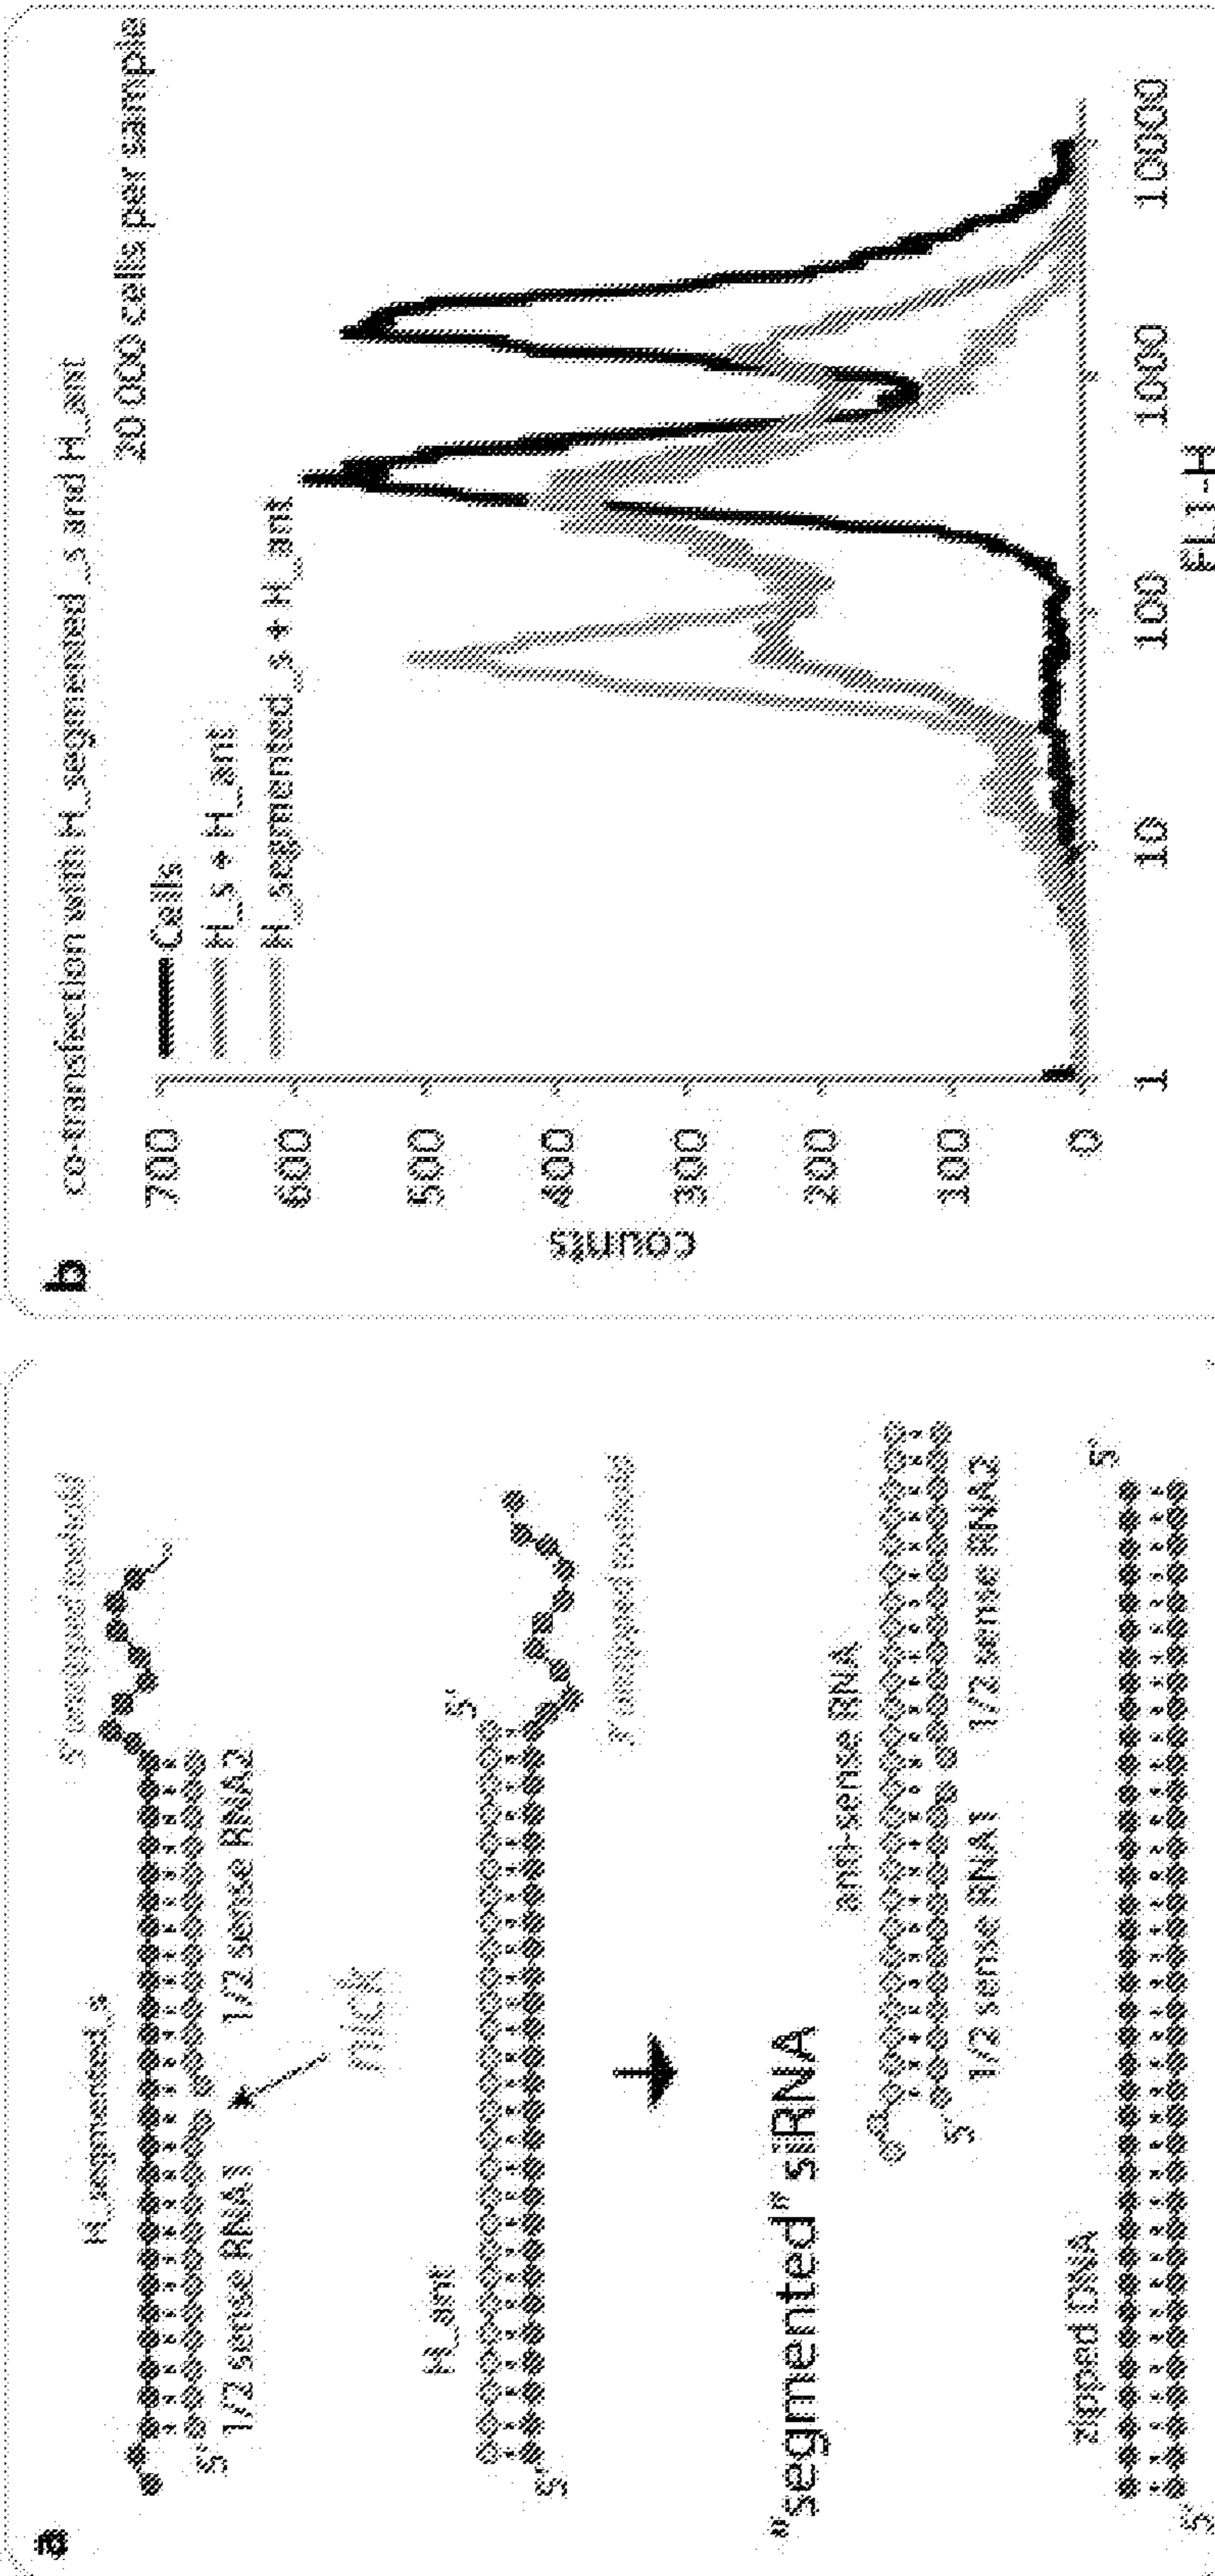 a
5' unzipped toehold
H_segmented_s
5'
1/2 sense RNA1
1/2 sense RNA2
nick
H_ant
5'
5'
3' unzipped toehold
"segmented" siRNA
anti-sense RNA
5'
1/2 sense RNA1
1/2 sense RNA2
zipped DNA
5'
5'
b
co-transfection with H_segmented_s and H_ant
20 000 cells per sample
Cells
H_s + H_ant
H_segmented_s + H_ant
counts
700
600
500
400
300
200
100
0
1
10
100
1000
10000
FL1-H